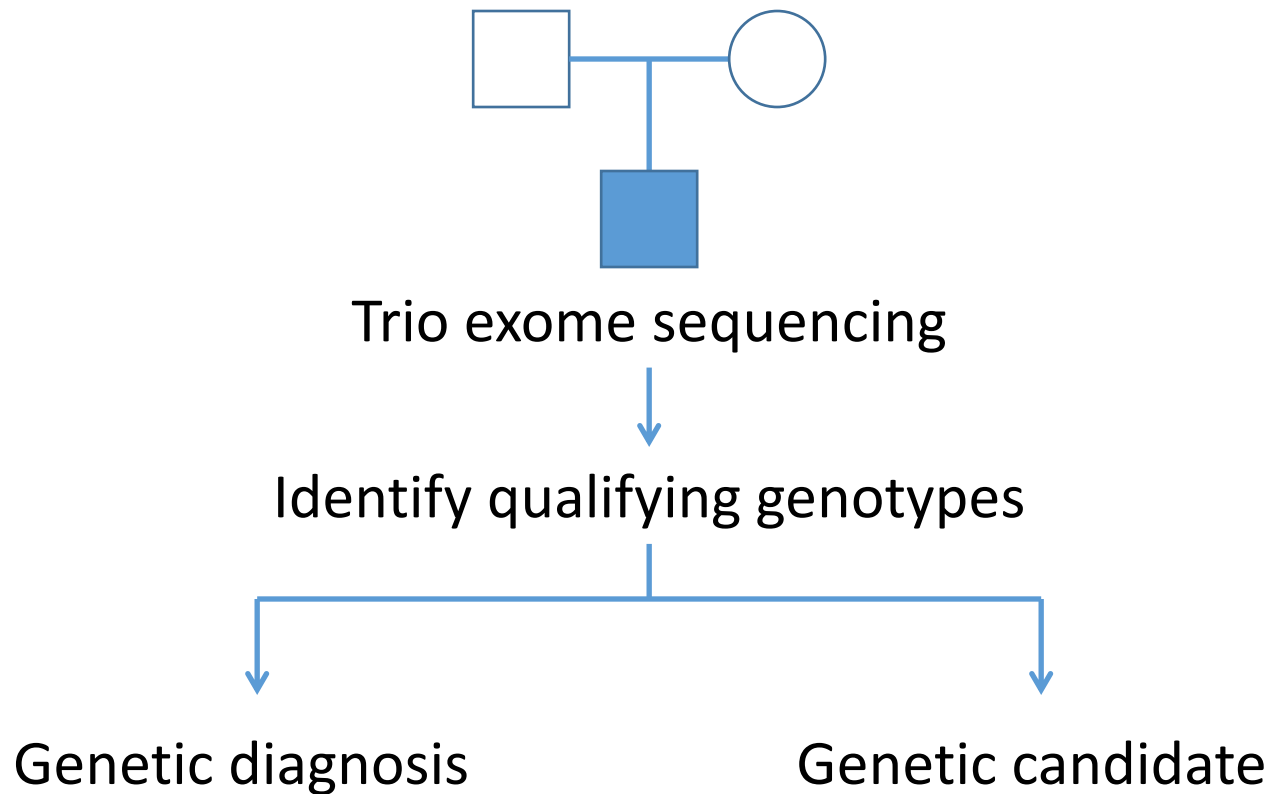 Trio exome sequencing
Identify qualifying genotypes
Genetic diagnosis
Genetic candidate